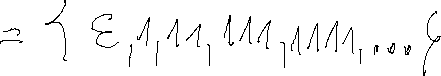 = { ε, 1, 11, 111, 1111, ... }